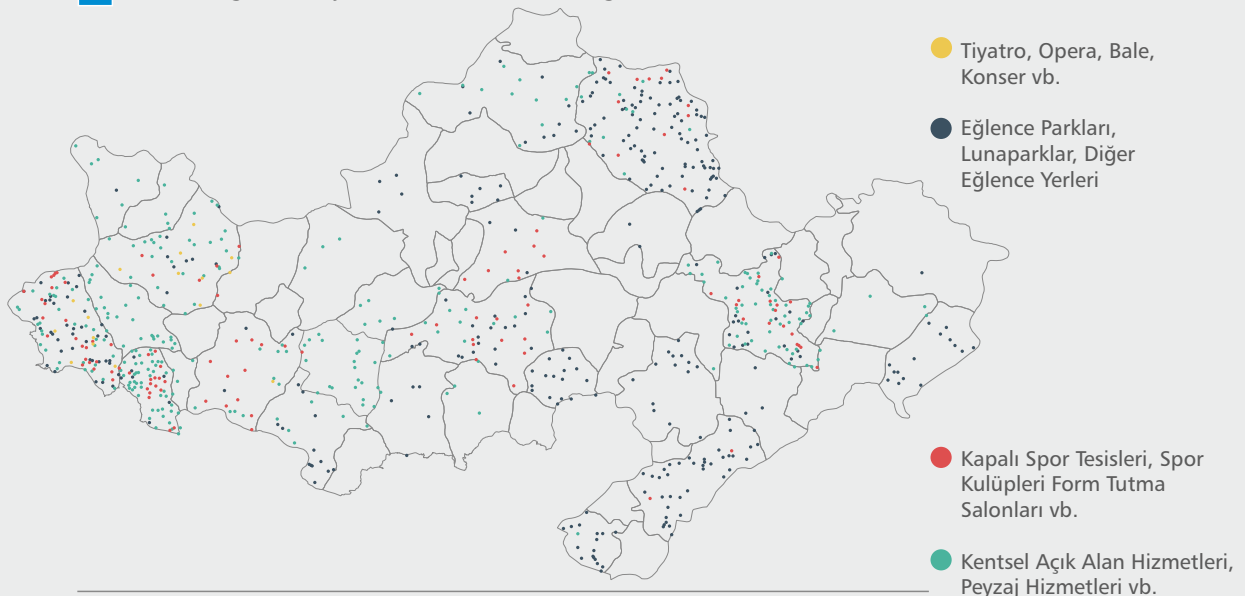 Tiyatro, Opera, Bale,
Konser vb.
Eğlence Parkları,
Lunaparklar, Diğer
Eğlence Yerleri
Kapalı Spor Tesisleri, Spor
Kulüpleri Form Tutma
Salonları vb.
Kentsel Açık Alan Hizmetleri,
Peyzaj Hizmetleri vb.